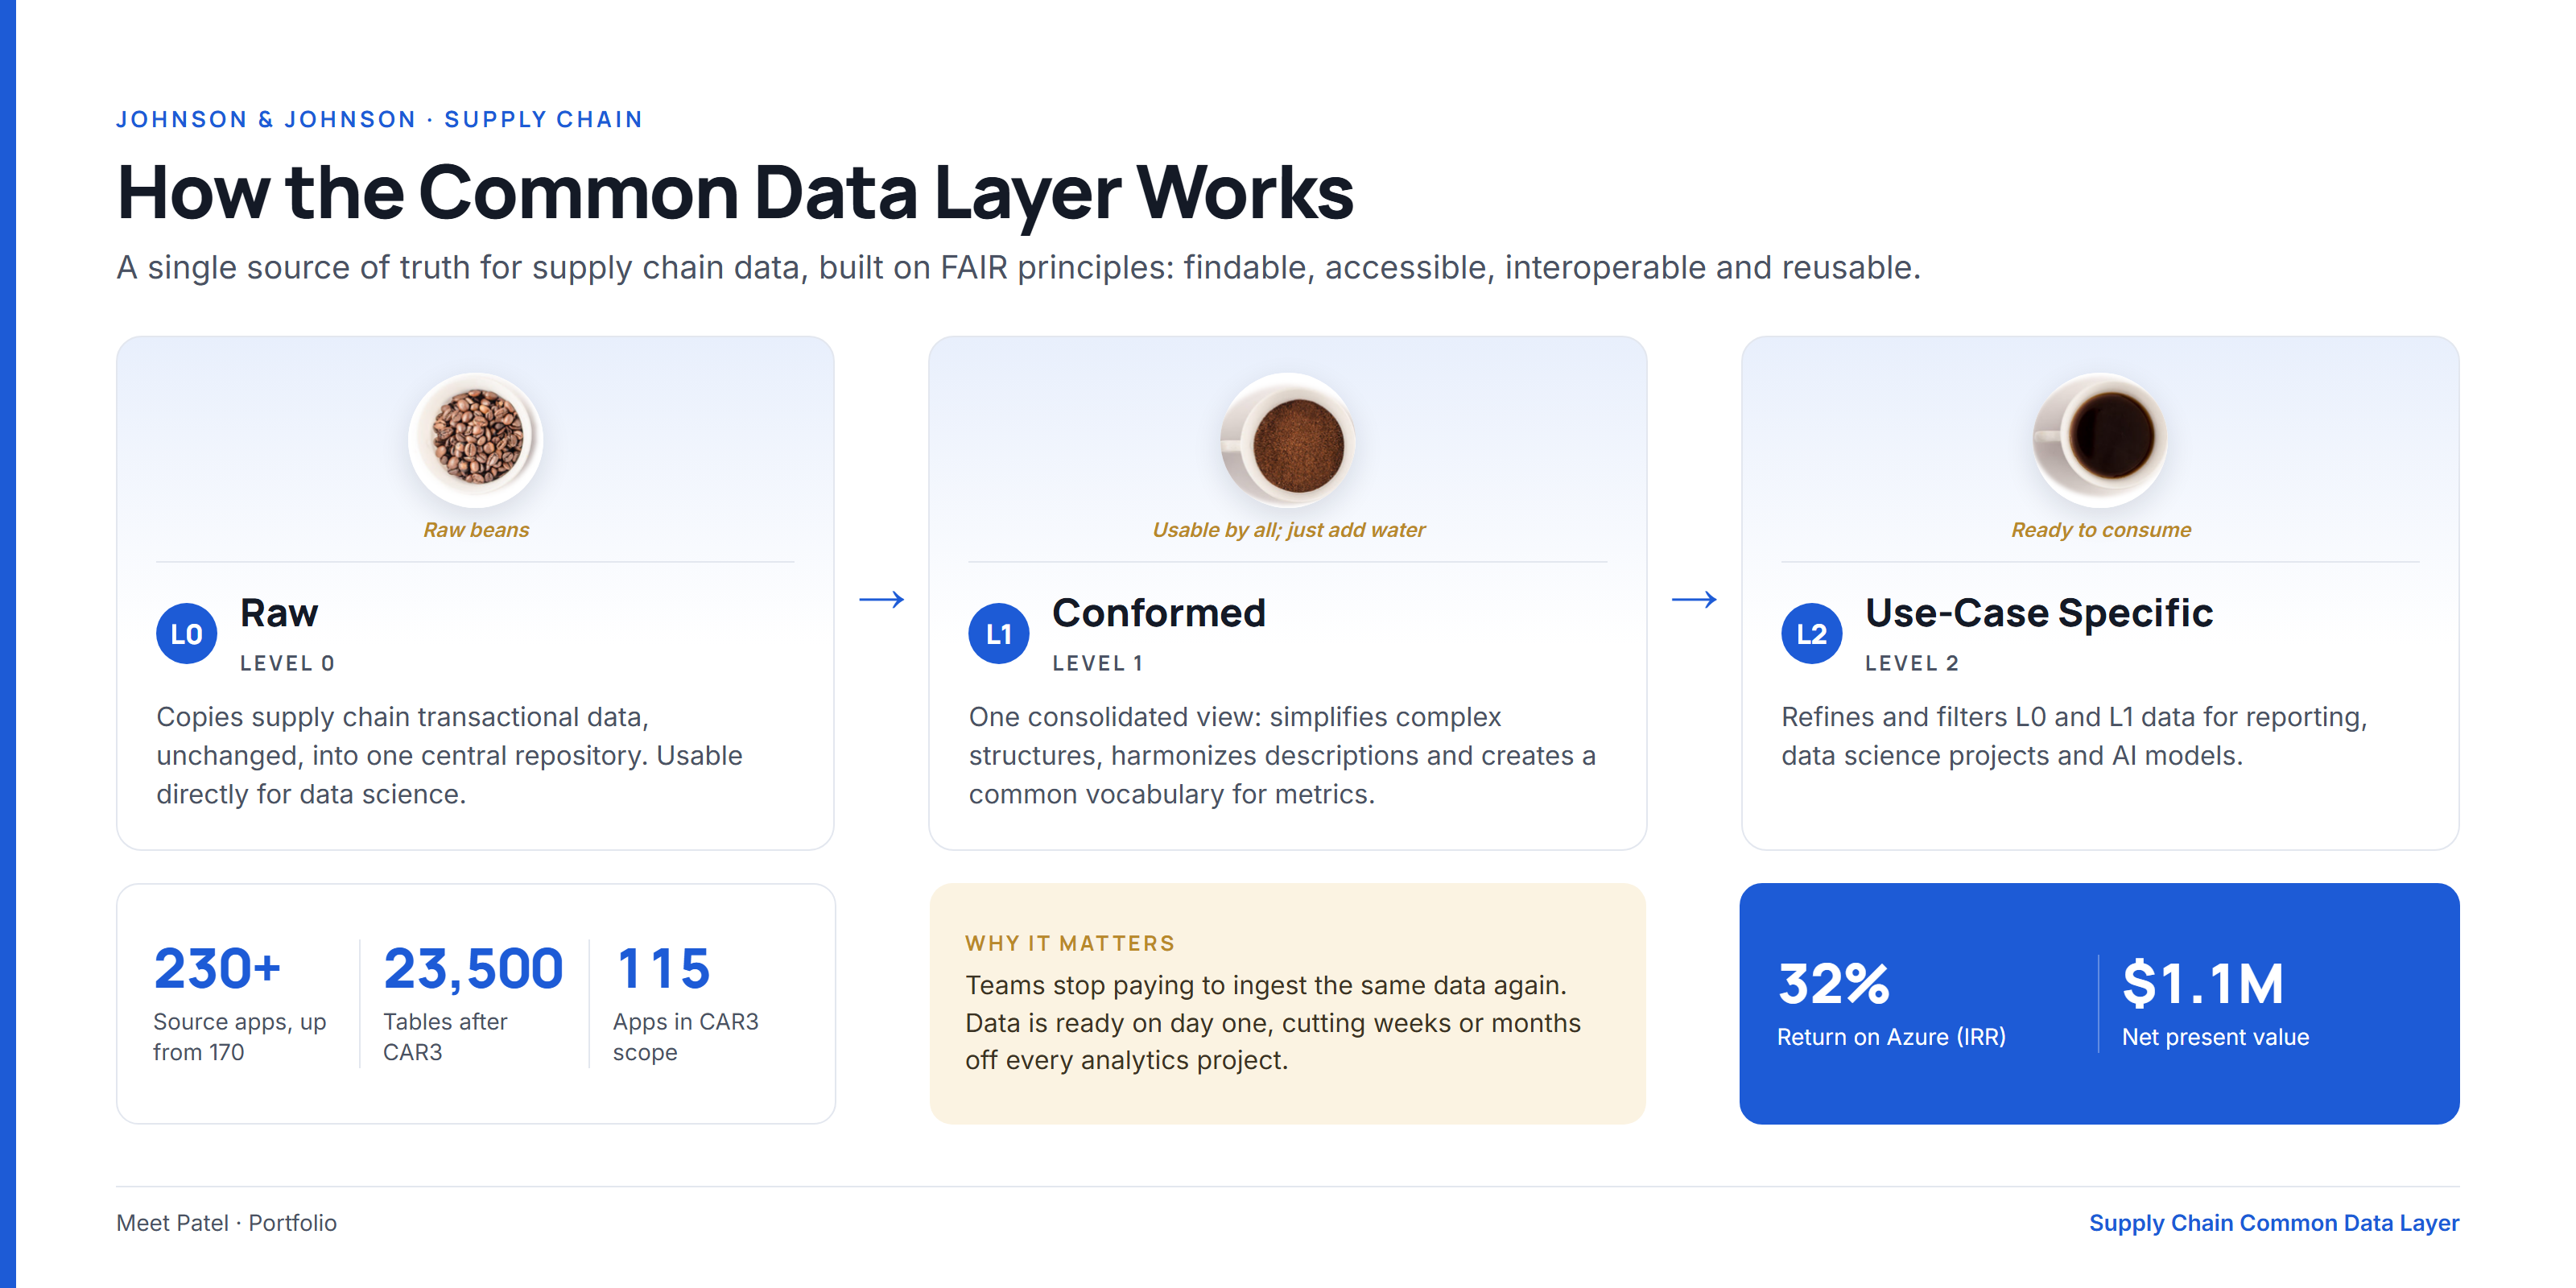 JOHNSON & JOHNSON · SUPPLY CHAIN
How the Common Data Layer Works
A single source of truth for supply chain data, built on FAIR principles: findable, accessible, interoperable and reusable.
Raw beans
L0
Raw
LEVEL 0
Copies supply chain transactional data,
unchanged, into one central repository. Usable
directly for data science.
→
Usable by all; just add water
L1
Conformed
LEVEL 1
One consolidated view: simplifies complex
structures, harmonizes descriptions and creates a
common vocabulary for metrics.
→
Ready to consume
L2
Use-Case Specific
LEVEL 2
Refines and filters L0 and L1 data for reporting,
data science projects and AI models.
230+
Source apps, up
from 170
23,500
Tables after
CAR3
115
Apps in CAR3
scope
WHY IT MATTERS
Teams stop paying to ingest the same data again.
Data is ready on day one, cutting weeks or months
off every analytics project.
32%
Return on Azure (IRR)
$1.1M
Net present value
Meet Patel · Portfolio
Supply Chain Common Data Layer